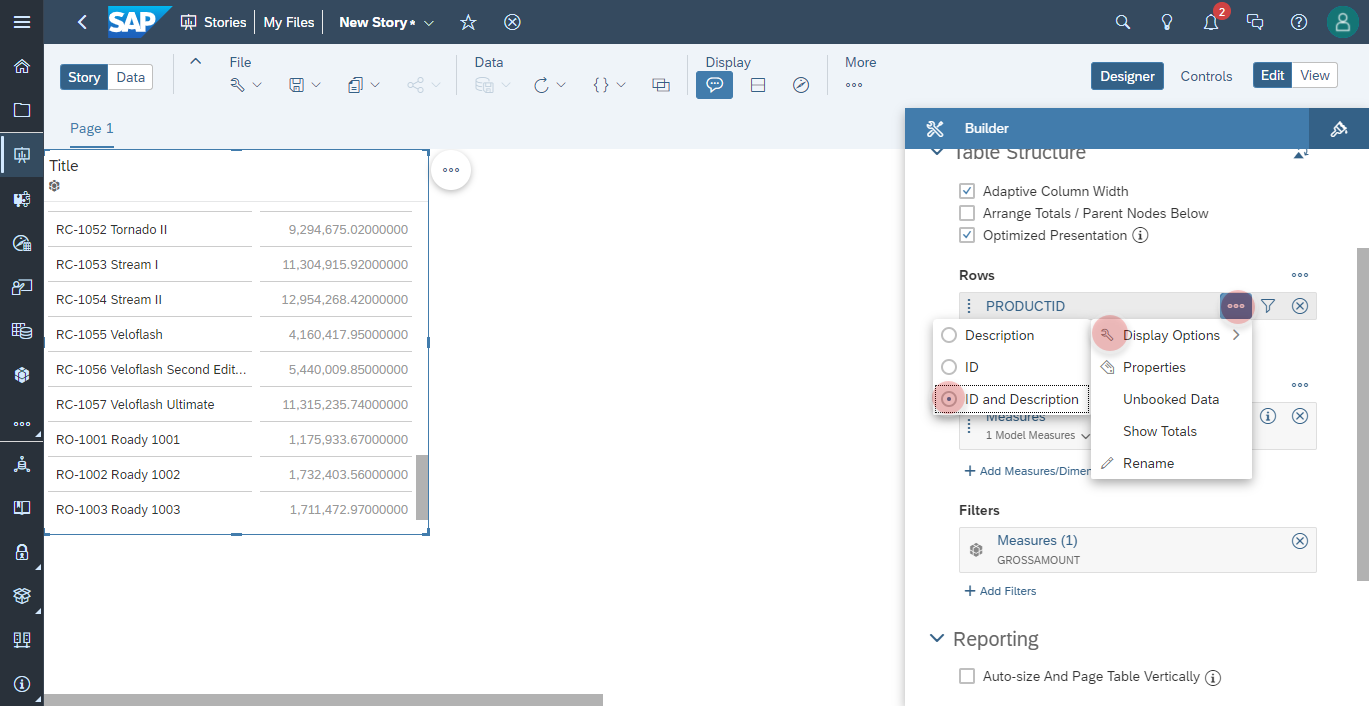 SAP
Stories
My Files
New Story*
2
Story
Data
File
Data
Display
More
Designer
Controls
Edit
View
Page 1
Title
RC-1052 Tornado II 9,294,675.02000000
RC-1053 Stream I 11,304,915.92000000
RC-1054 Stream II 12,954,268.42000000
RC-1055 Veloflash 4,160,417.95000000
RC-1056 Veloflash Second Edit... 5,440,009.85000000
RC-1057 Veloflash Ultimate 11,315,235.74000000
RO-1001 Roady 1001 1,175,933.67000000
RO-1002 Roady 1002 1,732,403.56000000
RO-1003 Roady 1003 1,711,472.97000000
Builder
Table Structure
Adaptive Column Width
Arrange Totals / Parent Nodes Below
Optimized Presentation
Rows
PRODUCTID
Description
ID
ID and Description
Display Options
Properties
Unbooked Data
Show Totals
Rename
Measures
1 Model Measures
+ Add Measures/Dimen
Filters
Measures (1)
GROSSAMOUNT
+ Add Filters
Reporting
Auto-size And Page Table Vertically